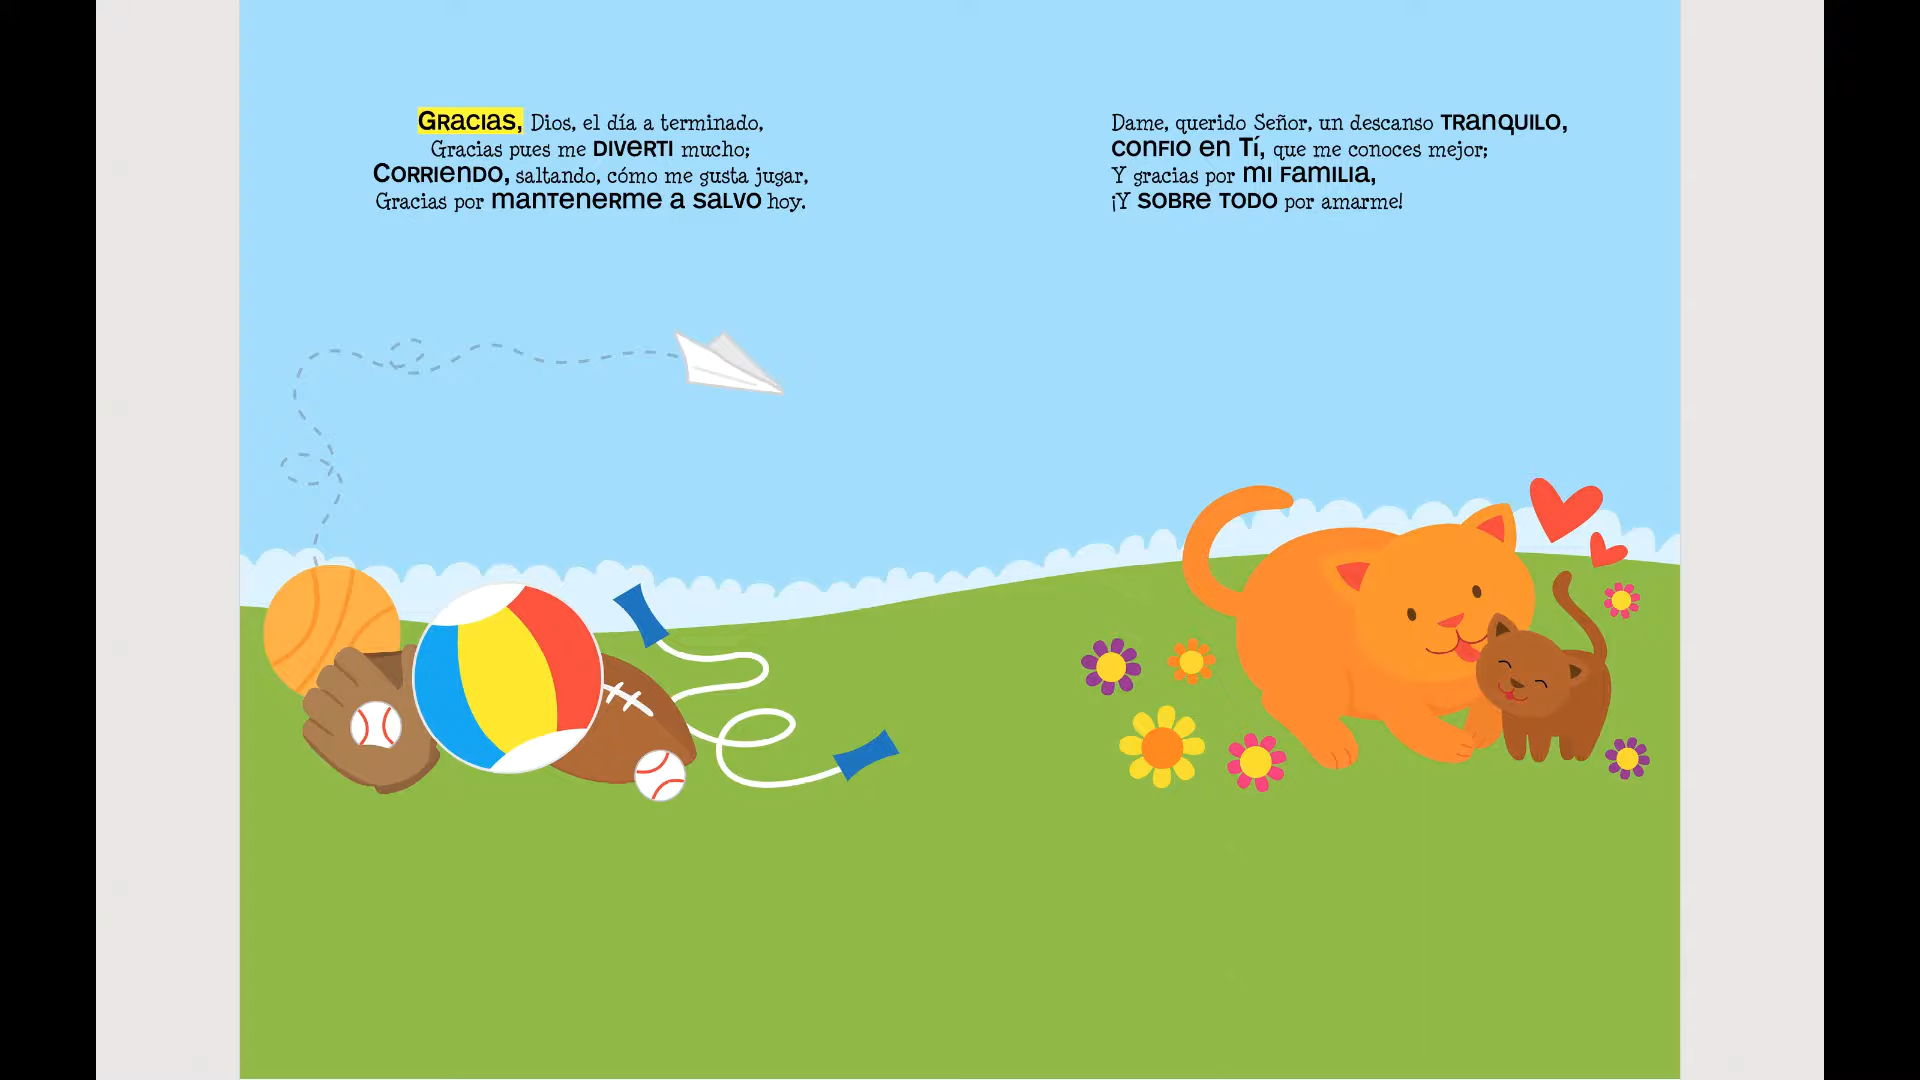 Gracias, Dios, el día a terminado,
Gracias pues me diverti mucho;
Corriendo, saltando, cómo me gusta jugar,
Gracias por mantenerme a salvo hoy.
Dame, querido Señor, un descanso tranquilo,
confio en Tí, que me conoces mejor;
Y gracias por mi familia,
¡Y sobre todo por amarme!